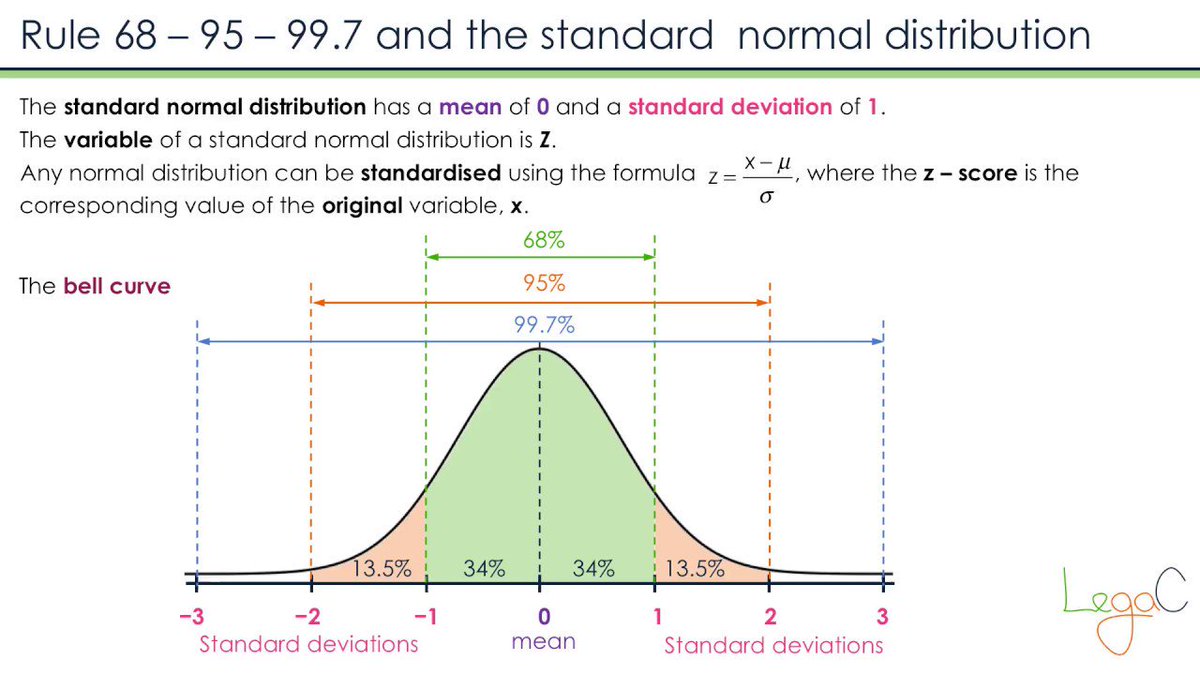 Rule 68 – 95 – 99.7 and the standard normal distribution
The standard normal distribution has a mean of 0 and a standard deviation of 1.
The variable of a standard normal distribution is Z.
Any normal distribution can be standardised using the formula z = (x – μ)/σ, where the z – score is the
corresponding value of the original variable, x.
68%
The bell curve
95%
99.7%
13.5% 34% 34% 13.5%
–3 –2 –1 0 1 2 3
Standard deviations mean Standard deviations
LegaC